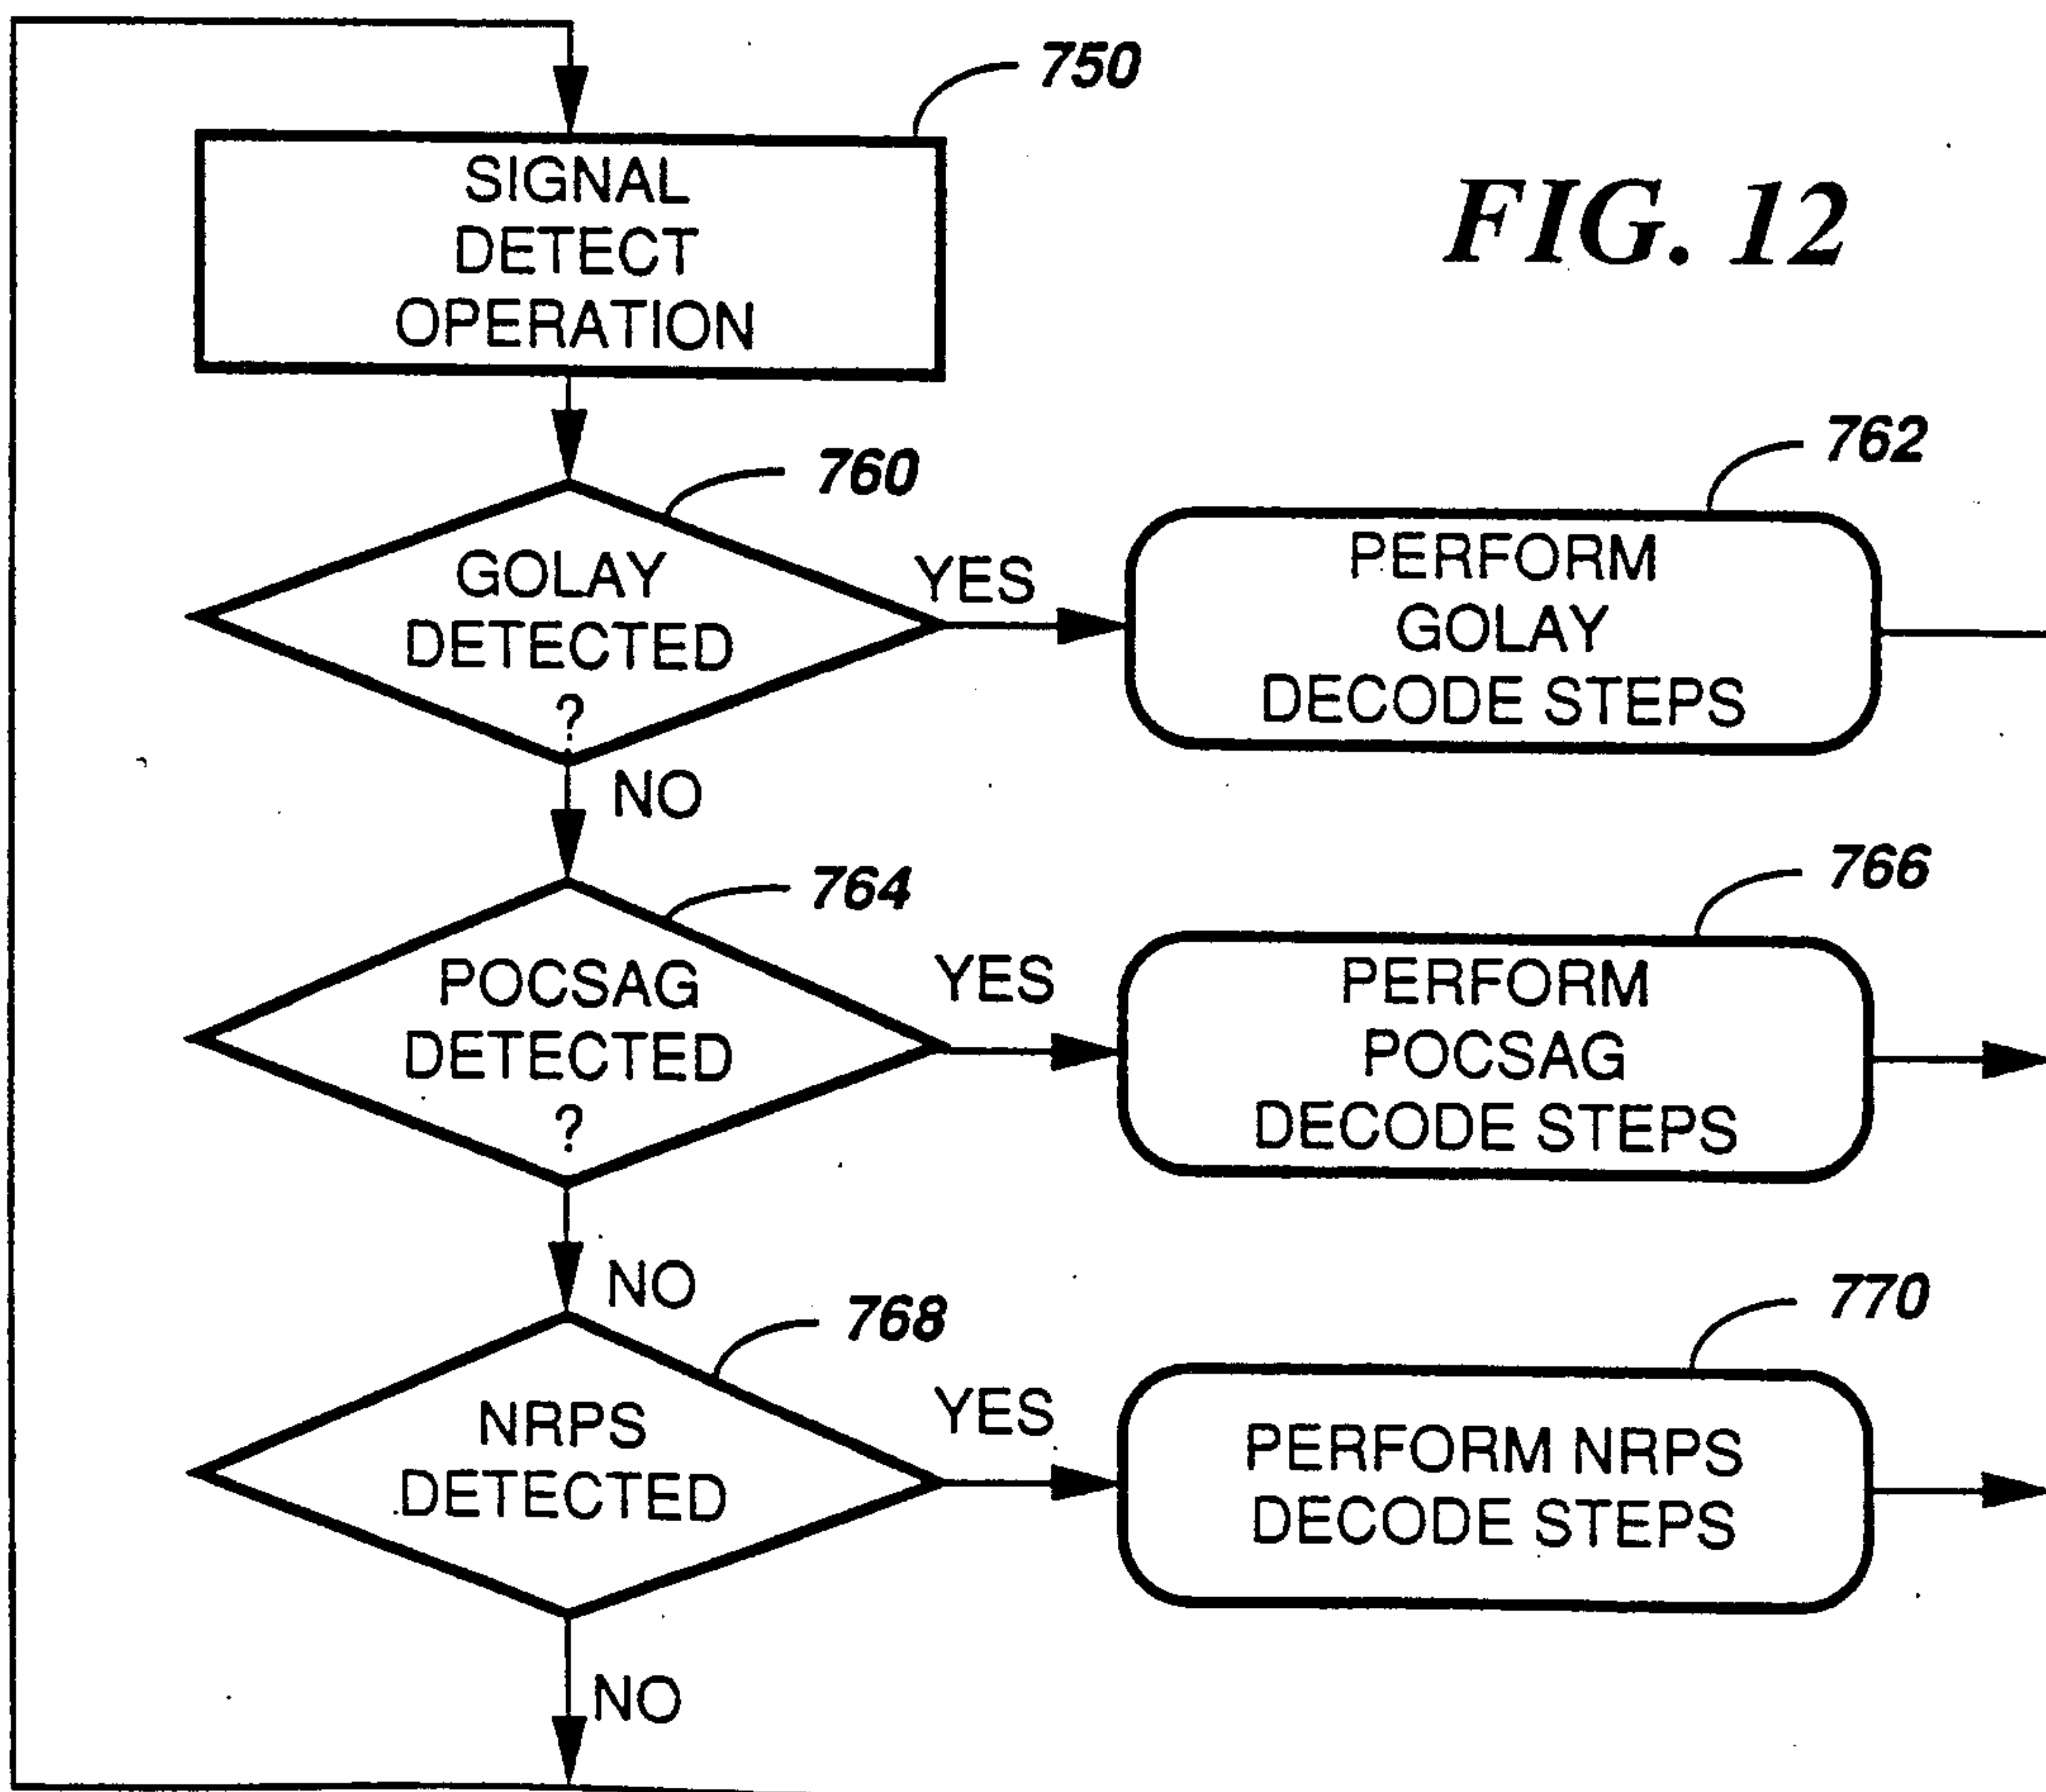 750
SIGNAL
DETECT
OPERATION
FIG. 12
760
GOLAY
DETECTED
?
YES
762
PERFORM
GOLAY
DECODE STEPS
NO
764
POCSAG
DETECTED
?
YES
766
PERFORM
POCSAG
DECODE STEPS
NO
768
NRPS
DETECTED
YES
770
PERFORM NRPS
DECODE STEPS
NO